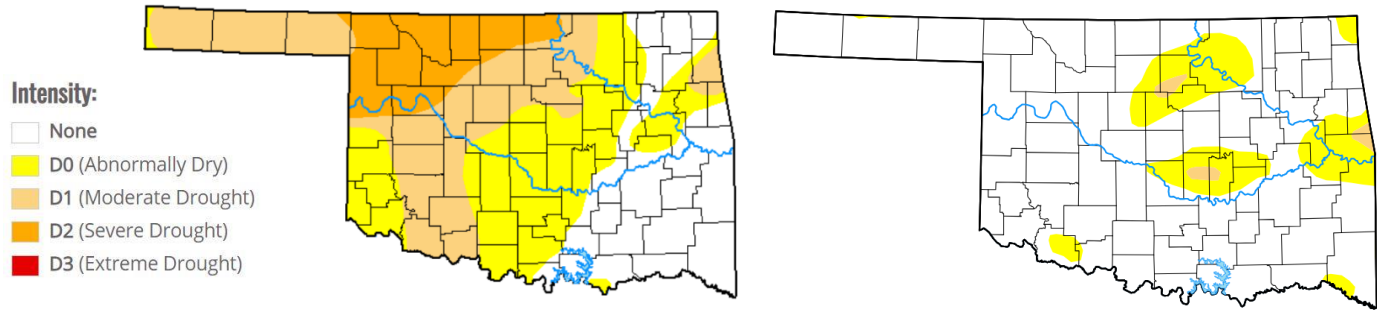 Intensity:
None
D0 (Abnormally Dry)
D1 (Moderate Drought)
D2 (Severe Drought)
D3 (Extreme Drought)